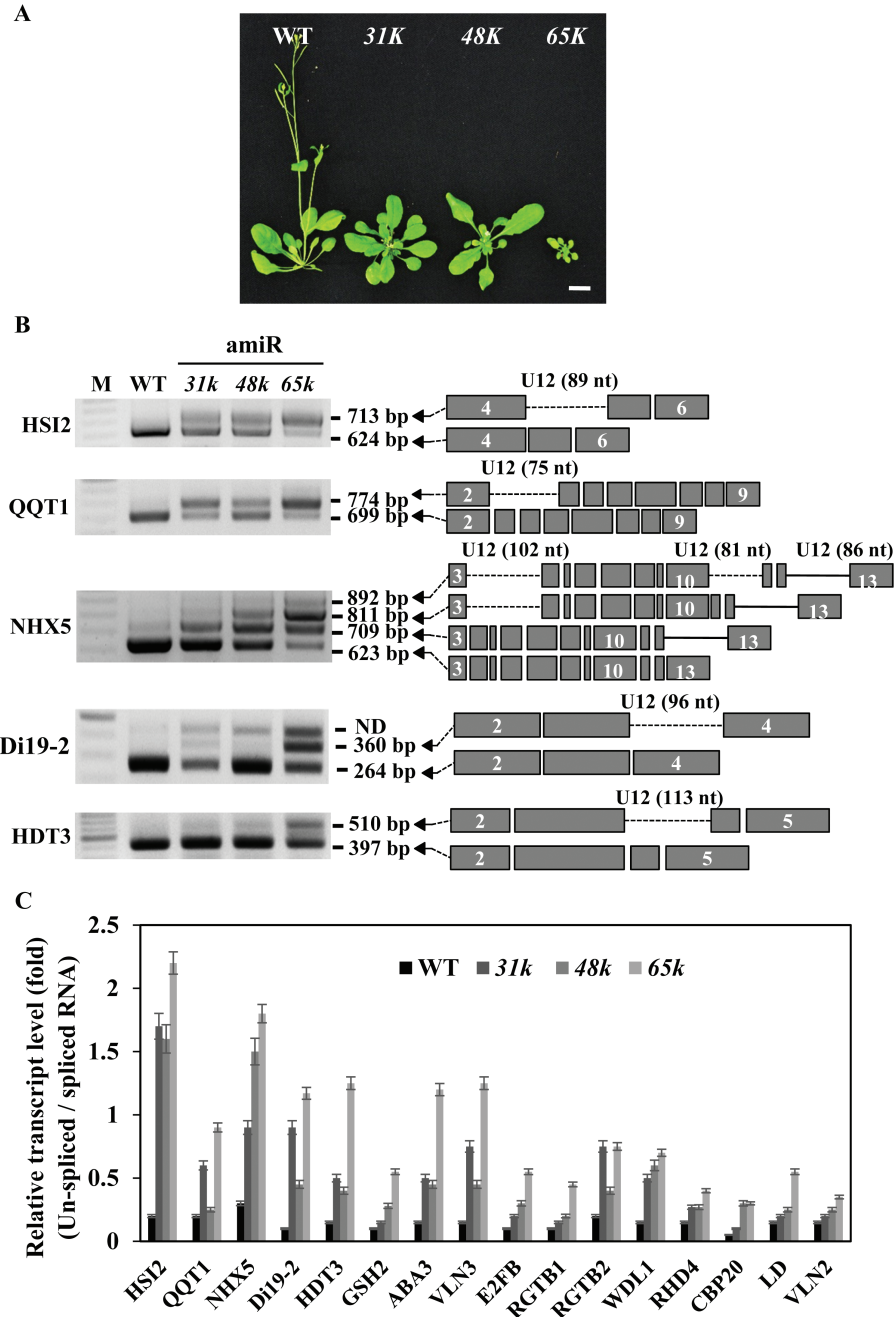 A
WT 31K 48K 65K
B
amiR
M WT 31k 48k 65k
U12 (89 nt)
HSI2
713 bp
4 6
624 bp
4 6
U12 (75 nt)
QQT1
774 bp
2 9
699 bp
2 9
U12 (102 nt) U12 (81 nt) U12 (86 nt)
NHX5
892 bp
3 10 13
811 bp
3 10 13
709 bp
3 10 13
623 bp
3 10 13
U12 (96 nt)
Di19-2
ND
360 bp
2 4
264 bp
2 4
U12 (113 nt)
HDT3
510 bp
2 5
397 bp
2 5
C
Relative transcript level (fold)
(Un-spliced / spliced RNA)
2.5
2
1.5
1
0.5
0
WT 31k 48k 65k
HSI2 QQT1 NHX5 Di19-2 HDT3 GSH2 ABA3 VLN3 E2FB RGTB1 RGTB2 WDL1 RHD4 CBP20 LD VLN2